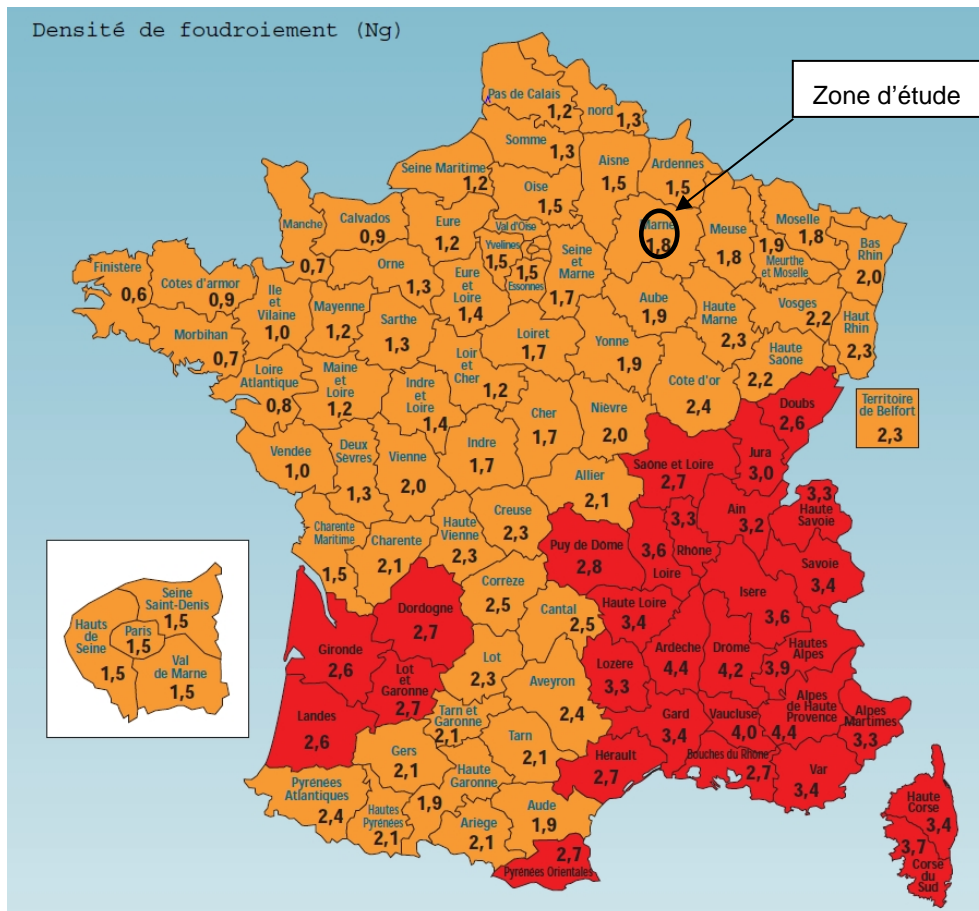 Densité de foudroiement (Ng)
Zone d'étude
Pas de Calais
1,2
nord
1,3
Somme
1,3
Seine Maritime
1,2
Aisne
1,5
Ardennes
1,5
Oise
1,5
Manche
0,7
Calvados
0,9
Eure
1,2
Val d'Oise
Yvelines
1,5
1,5
Essonnes
Seine
et
Marne
1,7
Marne
1,8
Meuse
1,8
Moselle
1,8
1,9
Meurthe
et Moselle
Bas
Rhin
2,0
Finistère
0,6
Côtes d'armor
0,9
Morbihan
0,7
Ile
et
Vilaine
1,0
Orne
1,3
Mayenne
1,2
Sarthe
1,3
Eure
et
Loire
1,4
Aube
1,9
Haute
Marne
2,3
Vosges
2,2
Haut
Rhin
2,3
Loiret
1,7
Yonne
1,9
Haute
Saône
2,2
Loire
Atlantique
0,8
Maine
et
Loire
1,2
Indre
et
Loire
1,4
Loir
et
Cher
1,2
Cher
1,7
Nièvre
2,0
Côte d'or
2,4
Doubs
2,6
Territoire
de Belfort
2,3
Vendée
1,0
Deux
Sèvres
1,3
Vienne
2,0
Indre
1,7
Allier
2,1
Saône et Loire
2,7
Jura
3,0
Charente
Maritime
1,5
Charente
2,1
Haute
Vienne
2,3
Creuse
2,3
Puy de Dôme
2,8
3,6
Loire
3,3
Rhône
Ain
3,2
3,3
Haute
Savoie
Savoie
3,4
Isère
3,6
Corrèze
2,5
Cantal
2,5
Haute Loire
3,4
Dordogne
2,7
Gironde
2,6
Lot
et
Garonne
2,7
Lot
2,3
Aveyron
2,4
Lozère
3,3
Ardèche
4,4
Drôme
4,2
Hautes
Alpes
3,9
Landes
2,6
Tarn et
Garonne
2,1
Tarn
2,1
Gard
3,4
Vaucluse
4,0
Alpes
de Haute
Provence
4,4
Alpes
Martimes
3,3
Gers
2,1
Haute
Garonne
1,9
Hérault
2,7
Bouches du Rhône
2,7
Var
3,4
Pyrénées
Atlantiques
2,4
Hautes
Pyrénées
2,1
Ariège
2,1
Aude
1,9
2,7
Pyrénées Orientales
Haute
Corse
3,4
3,7
Corse
du
Sud
Hauts
de
Seine
1,5
Seine
Saint-Denis
1,5
Paris
1,5
Val
de Marne
1,5